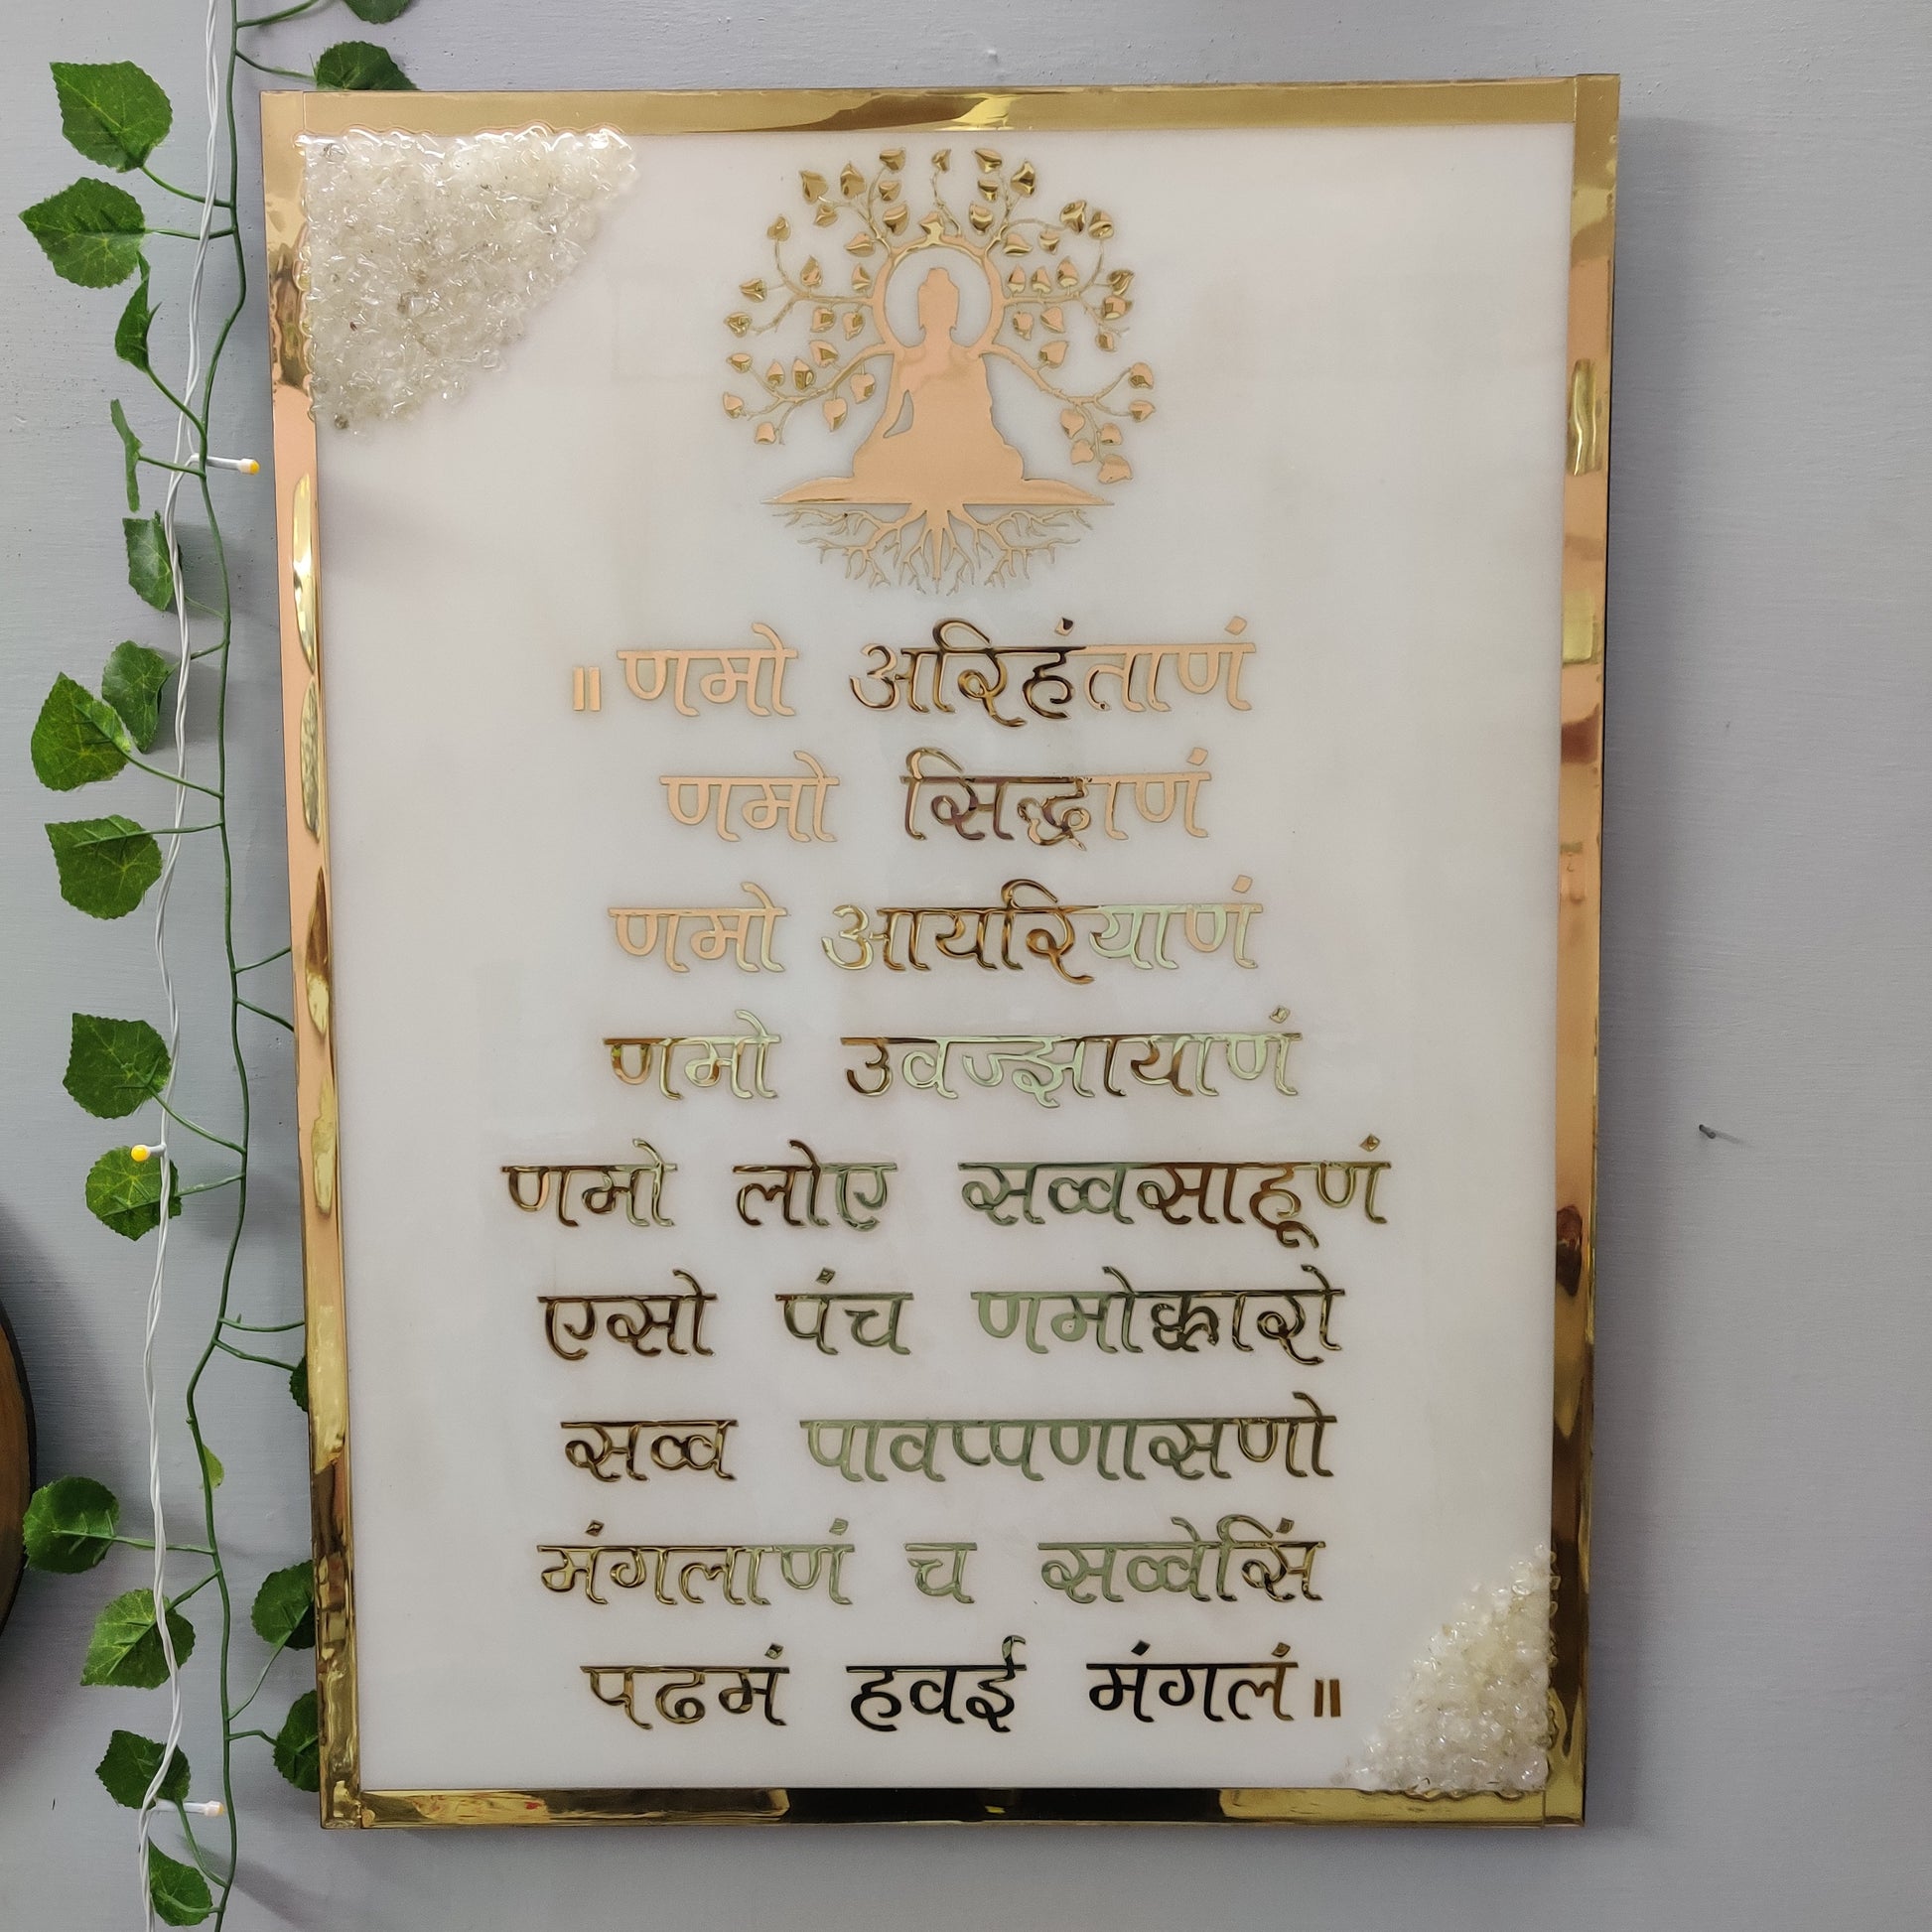 ॥ णमो अरिहंताणं
णमो सिद्धाणं
णमो आयरियाणं
णमो उवज्झायाणं
णमो लोए सव्वसाहूणं
एसो पंच णमोक्कारो
सव्व पावप्पणासणो
मंगलाणं च सव्वेसिं
पढमं हवई मंगलं ॥